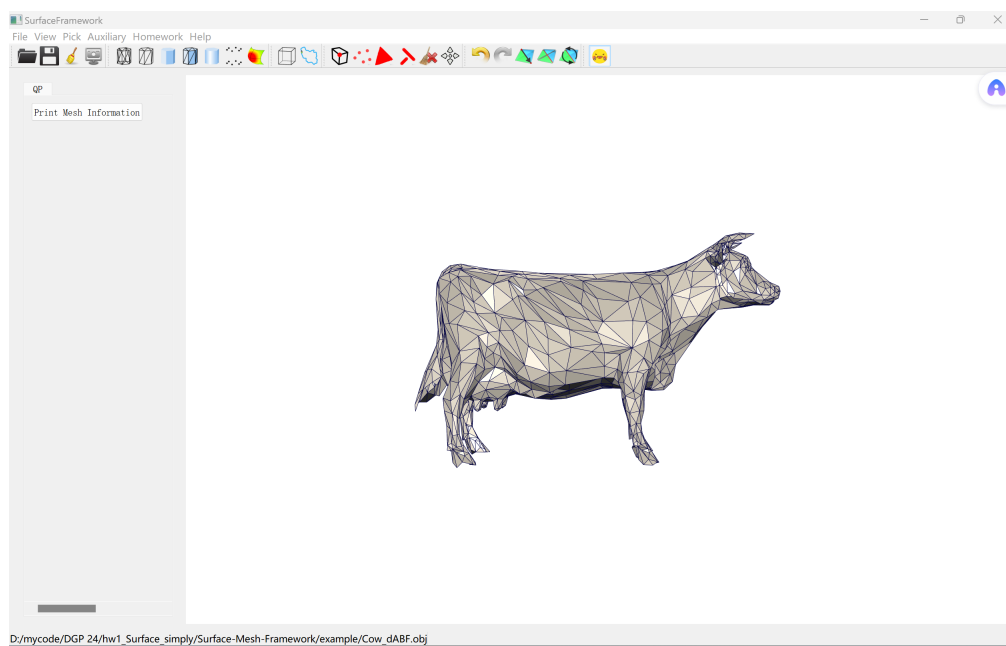 SurfaceFramework
File View Pick Auxiliary Homework Help
QP
Print Mesh Information
D:/mycode/DGP 24/hw1_Surface_simply/Surface-Mesh-Framework/example/Cow_dABF.obj